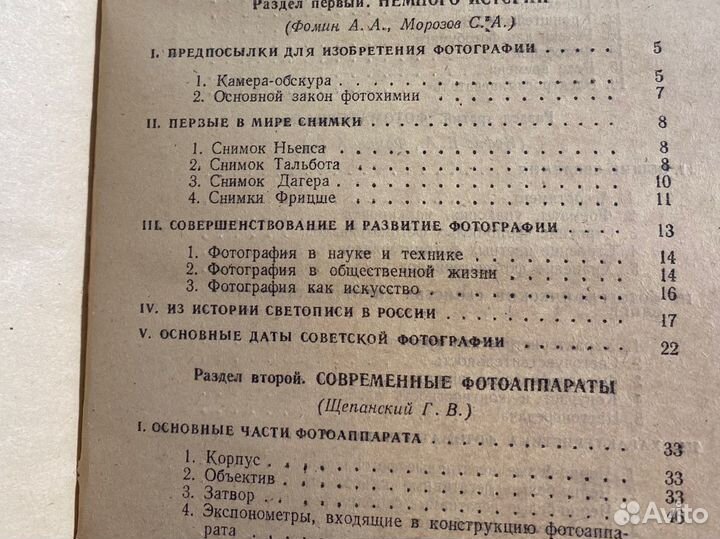 Раздел первый. НЕМНОГО ИСТОРИИ
(Фомин А. А., Морозов С. А.)
I. ПРЕДПОСЫЛКИ ДЛЯ ИЗОБРЕТЕНИЯ ФОТОГРАФИИ . . . . 5
1. Камера-обскура . . . . . . . . . . . . . . . 5
2. Основной закон фотохимии . . . . . . . . . . 7
II. ПЕРВЫЕ В МИРЕ СНИМКИ . . . . . . . . . . . . 8
1. Снимок Ньепса . . . . . . . . . . . . . . . 8
2. Снимок Тальбота . . . . . . . . . . . . . . 8
3. Снимок Дагера . . . . . . . . . . . . . . . 10
4. Снимки Фрицше . . . . . . . . . . . . . . . 11
III. СОВЕРШЕНСТВОВАНИЕ И РАЗВИТИЕ ФОТОГРАФИИ . . . . 13
1. Фотография в науке и технике . . . . . . . . 14
2. Фотография в общественной жизни . . . . . . 14
3. Фотография как искусство . . . . . . . . . . 16
IV. ИЗ ИСТОРИИ СВЕТОПИСИ В РОССИИ . . . . . . . . 17
V. ОСНОВНЫЕ ДАТЫ СОВЕТСКОЙ ФОТОГРАФИИ . . . . . . 22
Раздел второй. СОВРЕМЕННЫЕ ФОТОАППАРАТЫ
(Щепанский Г. В.)
I. ОСНОВНЫЕ ЧАСТИ ФОТОАППАРАТА . . . . . . . . . 33
1. Корпус . . . . . . . . . . . . . . . . . . . 33
2. Объектив . . . . . . . . . . . . . . . . . . 33
3. Затвор . . . . . . . . . . . . . . . . . . . 46
4. Экспонометры, входящие в конструкцию фотоаппа-
рата . . . . . . . . . . . . . .
Avito